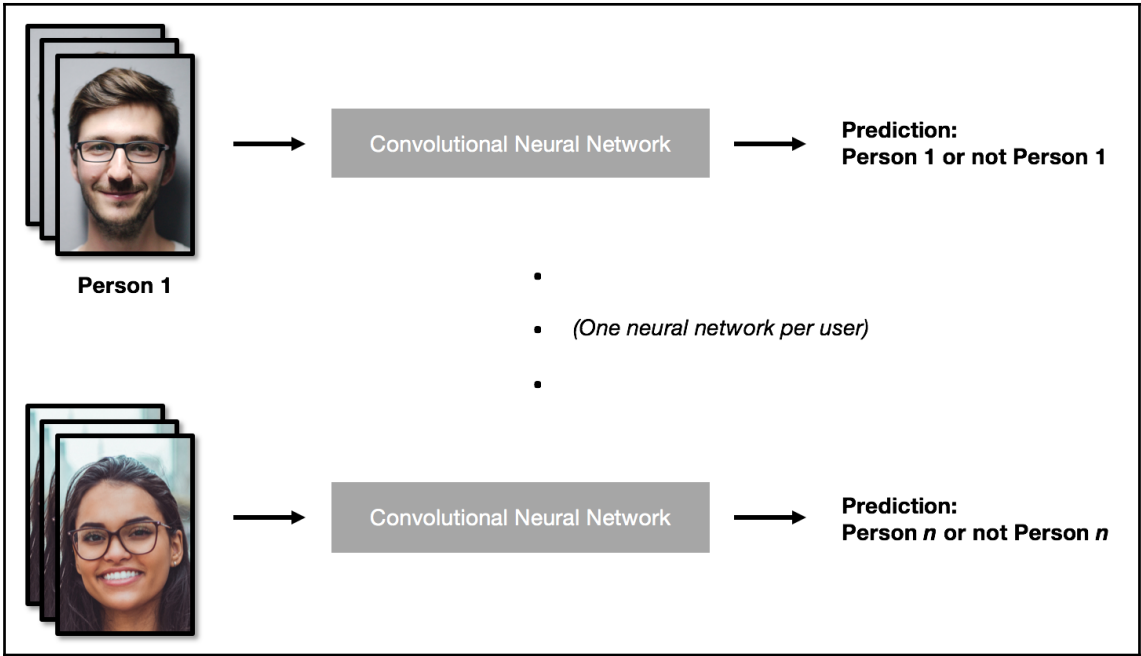 Convolutional Neural Network
Prediction:
Person 1 or not Person 1
Person 1
(One neural network per user)
Convolutional Neural Network
Prediction:
Person n or not Person n